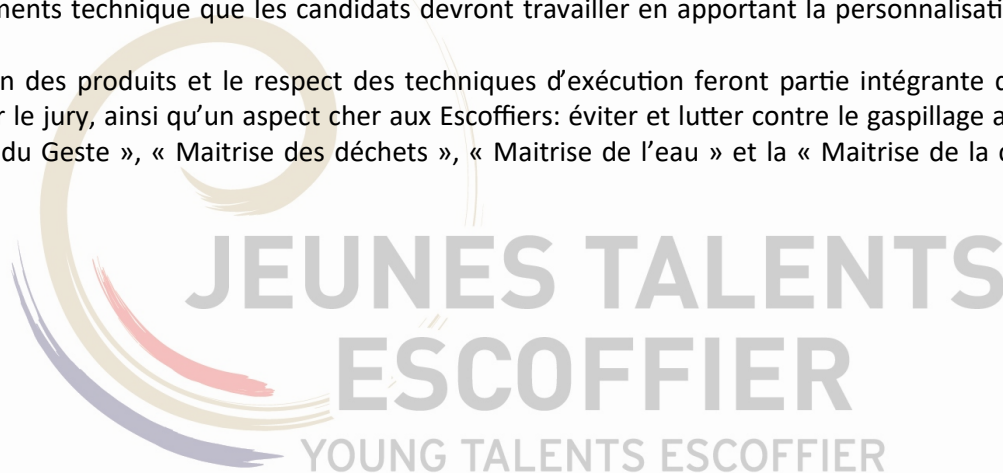 ments technique que les candidats devront travailler en apportant la personnalisati
n des produits et le respect des techniques d'exécution feront partie intégrante
r le jury, ainsi qu'un aspect cher aux Escoffiers: éviter et lutter contre le gaspillage
du Geste », « Maitrise des déchets », « Maitrise de l'eau » et la « Maitrise de la
JEUNES TALENTS
ESCOFFIER
YOUNG TALENTS ESCOFFIER